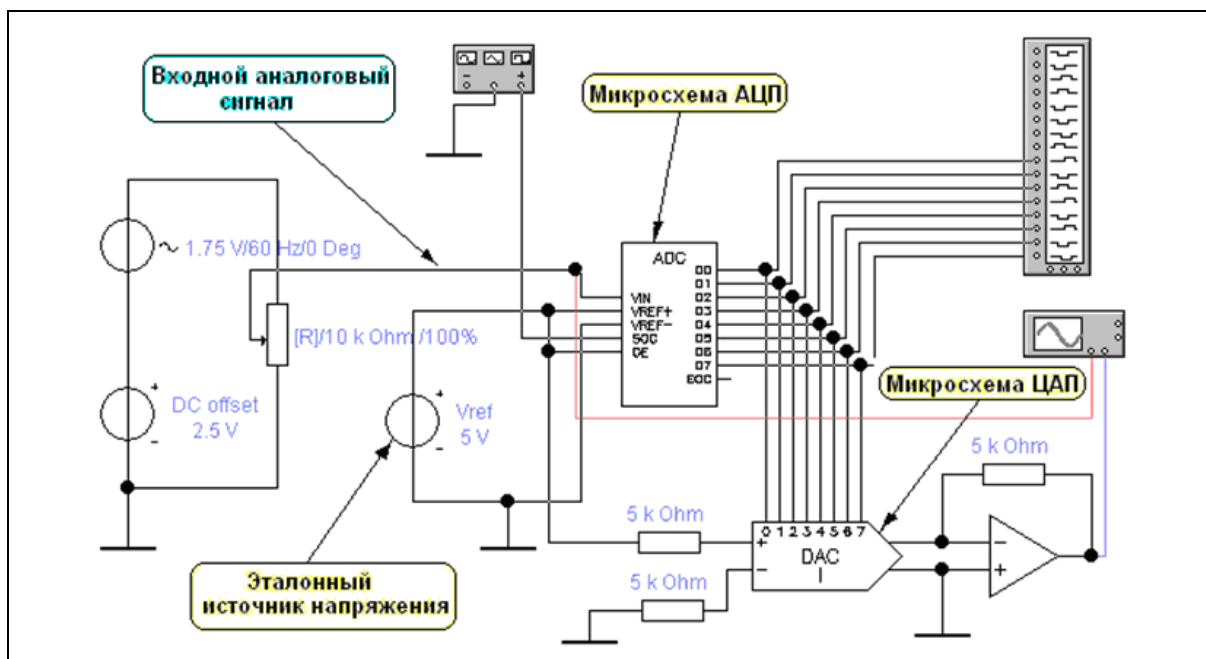 Входной аналоговый
сигнал
Микросхема АЦП
1.75 V/60 Hz/0 Deg
[R]/10 k Ohm /100%
DC offset
2.5 V
Vref
5 V
ADC
VIN
VREF+
VREF-
SOC
OE
D0
D1
D2
D3
D4
D5
D6
D7
EOC
Микросхема ЦАП
5 k Ohm
5 k Ohm
0 1 2 3 4 5 6 7
DAC
I
5 k Ohm
Эталонный
источник напряжения